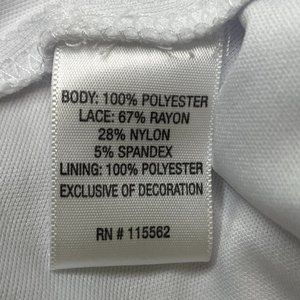 BODY: 100% POLYESTER
LACE: 67% RAYON
28% NYLON
5% SPANDEX
LINING: 100% POLYESTER
EXCLUSIVE OF DECORATION
RN # 115562